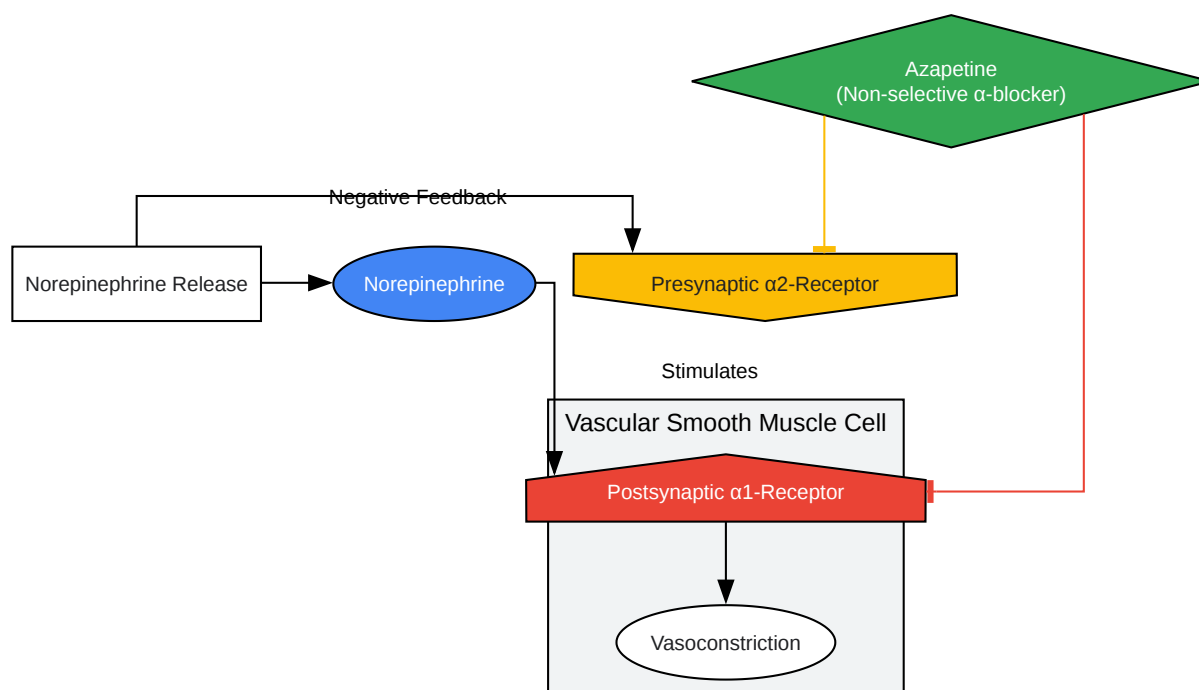 Azapetine
(Non-selective α-blocker)
Negative Feedback
Norepinephrine Release
Norepinephrine
Presynaptic α2-Receptor
Stimulates
Vascular Smooth Muscle Cell
Postsynaptic α1-Receptor
Vasoconstriction